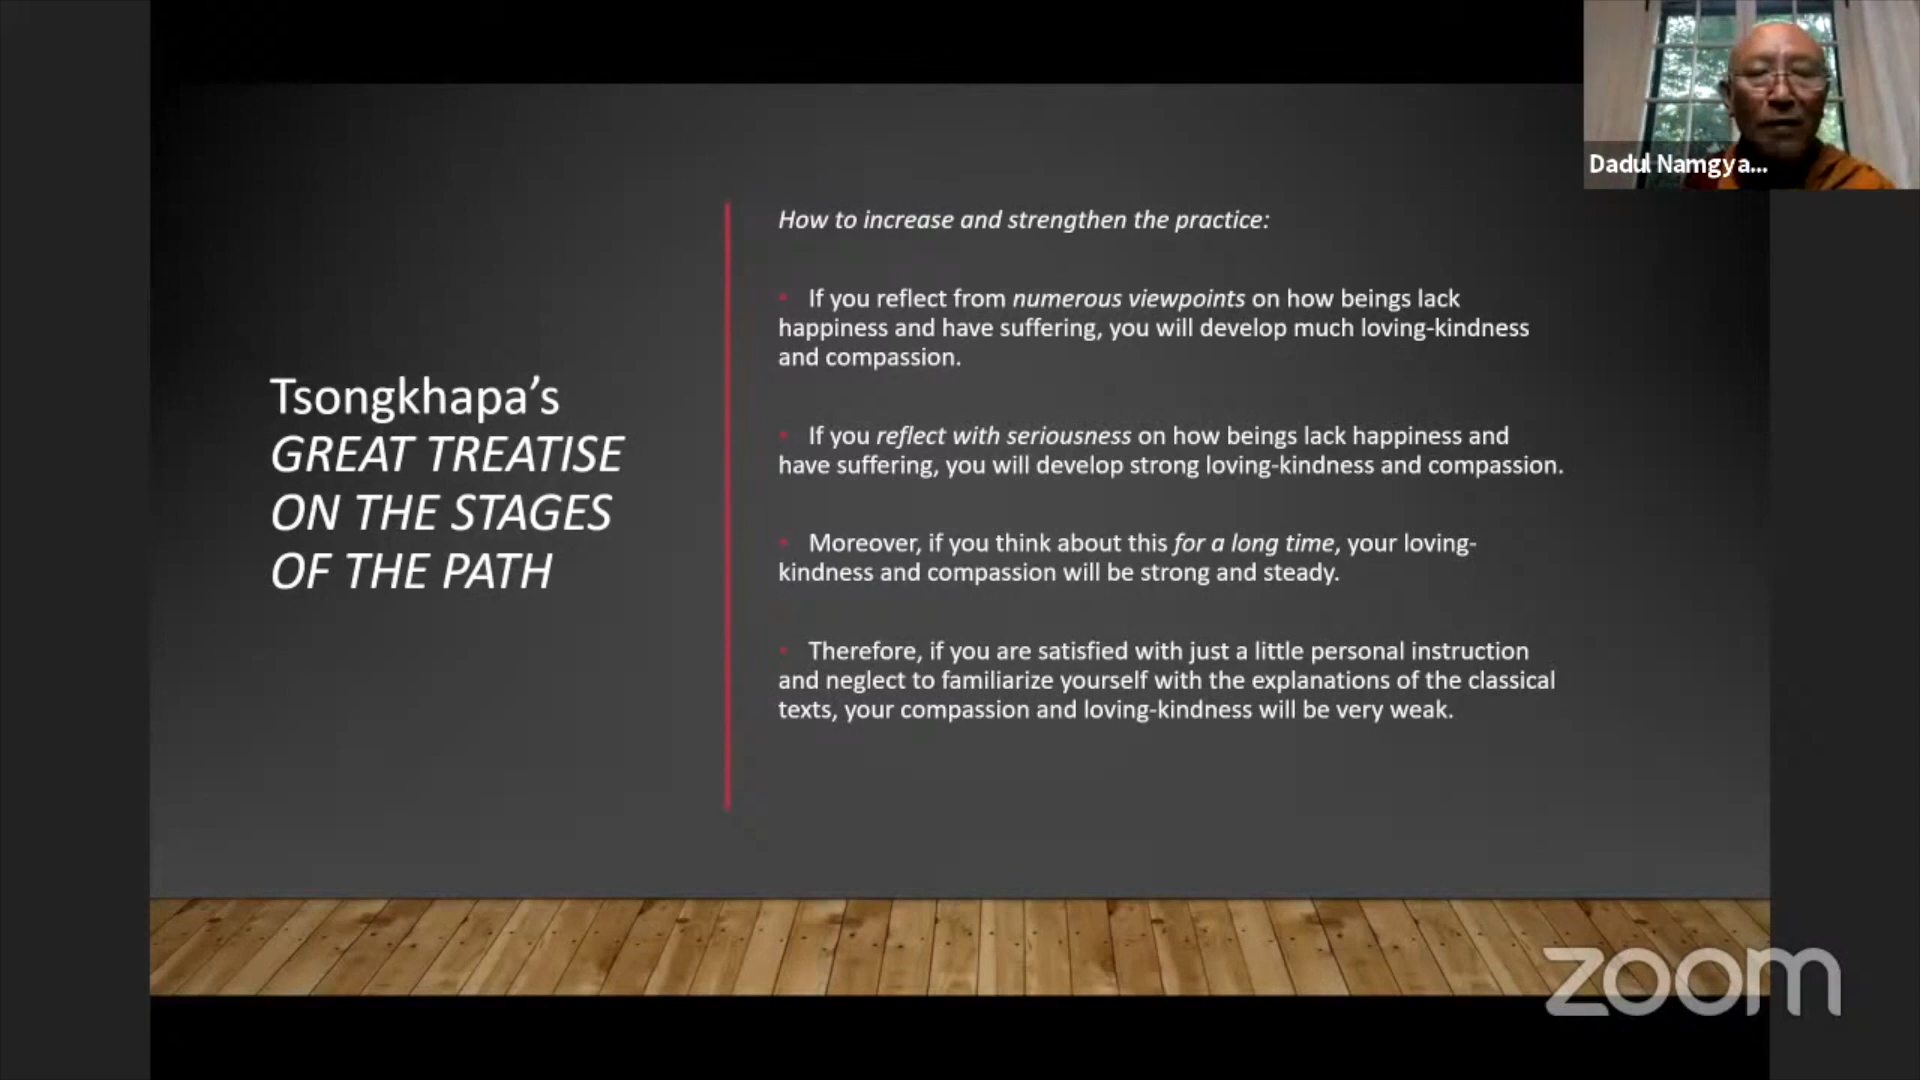 Dadul Namgya...
Tsongkhapa’s
GREAT TREATISE
ON THE STAGES
OF THE PATH
How to increase and strengthen the practice:
• If you reflect from numerous viewpoints on how beings lack
happiness and have suffering, you will develop much loving-kindness
and compassion.
• If you reflect with seriousness on how beings lack happiness and
have suffering, you will develop strong loving-kindness and compassion.
• Moreover, if you think about this for a long time, your loving-
kindness and compassion will be strong and steady.
• Therefore, if you are satisfied with just a little personal instruction
and neglect to familiarize yourself with the explanations of the classical
texts, your compassion and loving-kindness will be very weak.
zoom